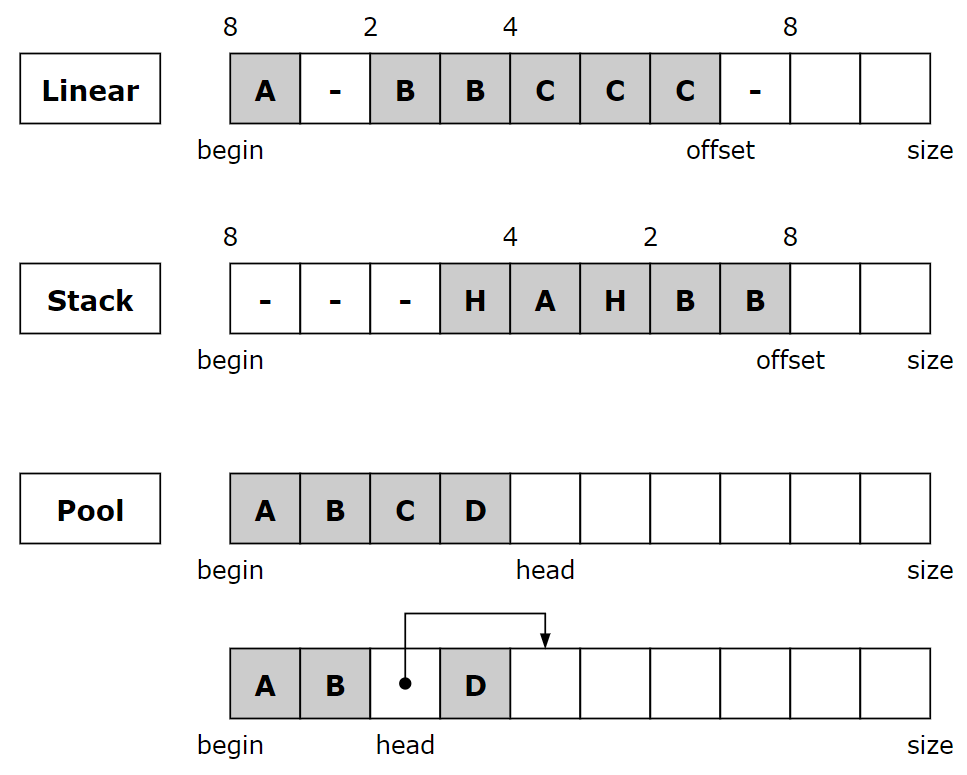 8 2 4 8
Linear A - B B C C C -
begin offset size
8 4 2 8
Stack - - - H A H B B
begin offset size
Pool A B C D
begin head size
A B D
begin head size